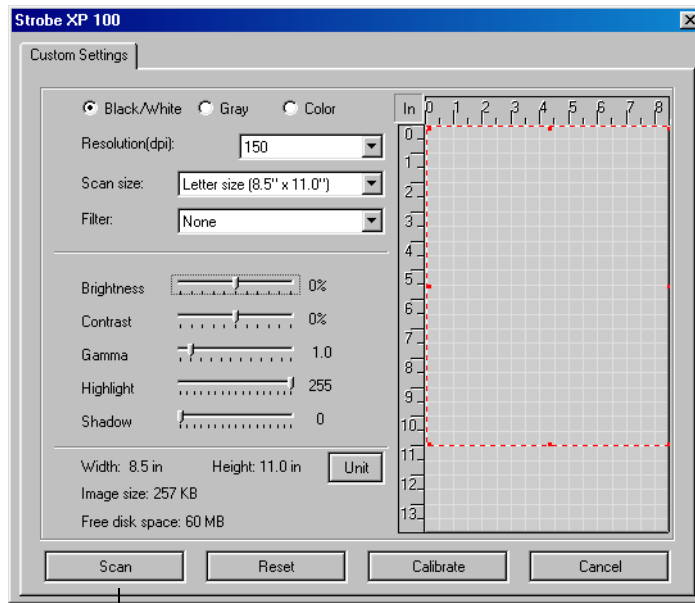 Strobe XP 100
Custom Settings
Black/White Gray Color
Resolution(dpi): 150
Scan size: Letter size (8.5" x 11.0")
Filter: None
Brightness 0%
Contrast 0%
Gamma 1.0
Highlight 255
Shadow 0
Width: 8.5 in Height: 11.0 in Unit
Image size: 257 KB
Free disk space: 60 MB
In 0 1 2 3 4 5 6 7 8
0
1
2
3
4
5
6
7
8
9
10
11
12
13
Scan Reset Calibrate Cancel